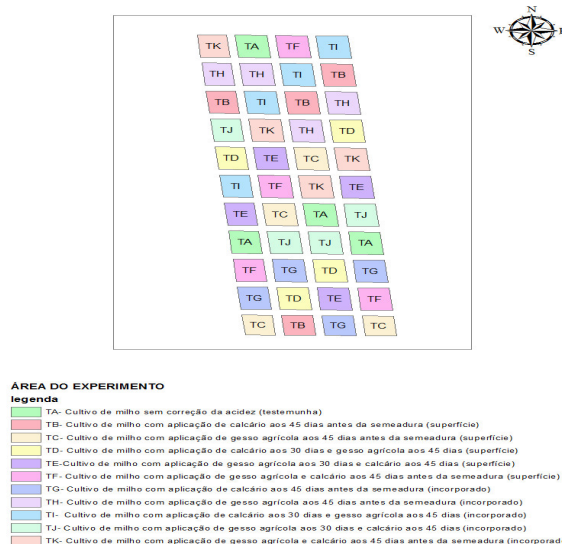 N
W E
S
TK TA TF TI
TH TH TI TB
TB TI TB TH
TJ TK TH TD
TD TE TC TK
TI TF TK TE
TE TC TA TJ
TA TJ TJ TA
TF TG TD TG
TG TD TE TF
TC TB TG TC
ÁREA DO EXPERIMENTO
legenda
TA- Cultivo de milho sem correção da acidez (testemunha)
TB- Cultivo de milho com aplicação de calcário aos 45 dias antes da semeadura (superfície)
TC- Cultivo de milho com aplicação de gesso agrícola aos 45 dias antes da semeadura (superfície)
TD- Cultivo de milho com aplicação de calcário aos 30 dias e gesso agrícola aos 45 dias (superfície)
TE-Cultivo de milho com aplicação de gesso agrícola aos 30 dias e calcário aos 45 dias (superfície)
TF- Cultivo de milho com aplicação de gesso agrícola e calcário aos 45 dias antes da semeadura (superfície)
TG- Cultivo de milho com aplicação de calcário aos 45 dias antes da semeadura (incorporado)
TH- Cultivo de milho com aplicação de gesso agrícola aos 45 dias antes da semeadura (incorporado)
TI- Cultivo de milho com aplicação de calcário aos 30 dias e gesso agrícola aos 45 dias (incorporado)
TJ- Cultivo de milho com aplicação de gesso agrícola aos 30 dias e calcário aos 45 dias (incorporado)
TK- Cultivo de milho com aplicação de gesso agrícola e calcário aos 45 dias antes da semeadura (incorporad